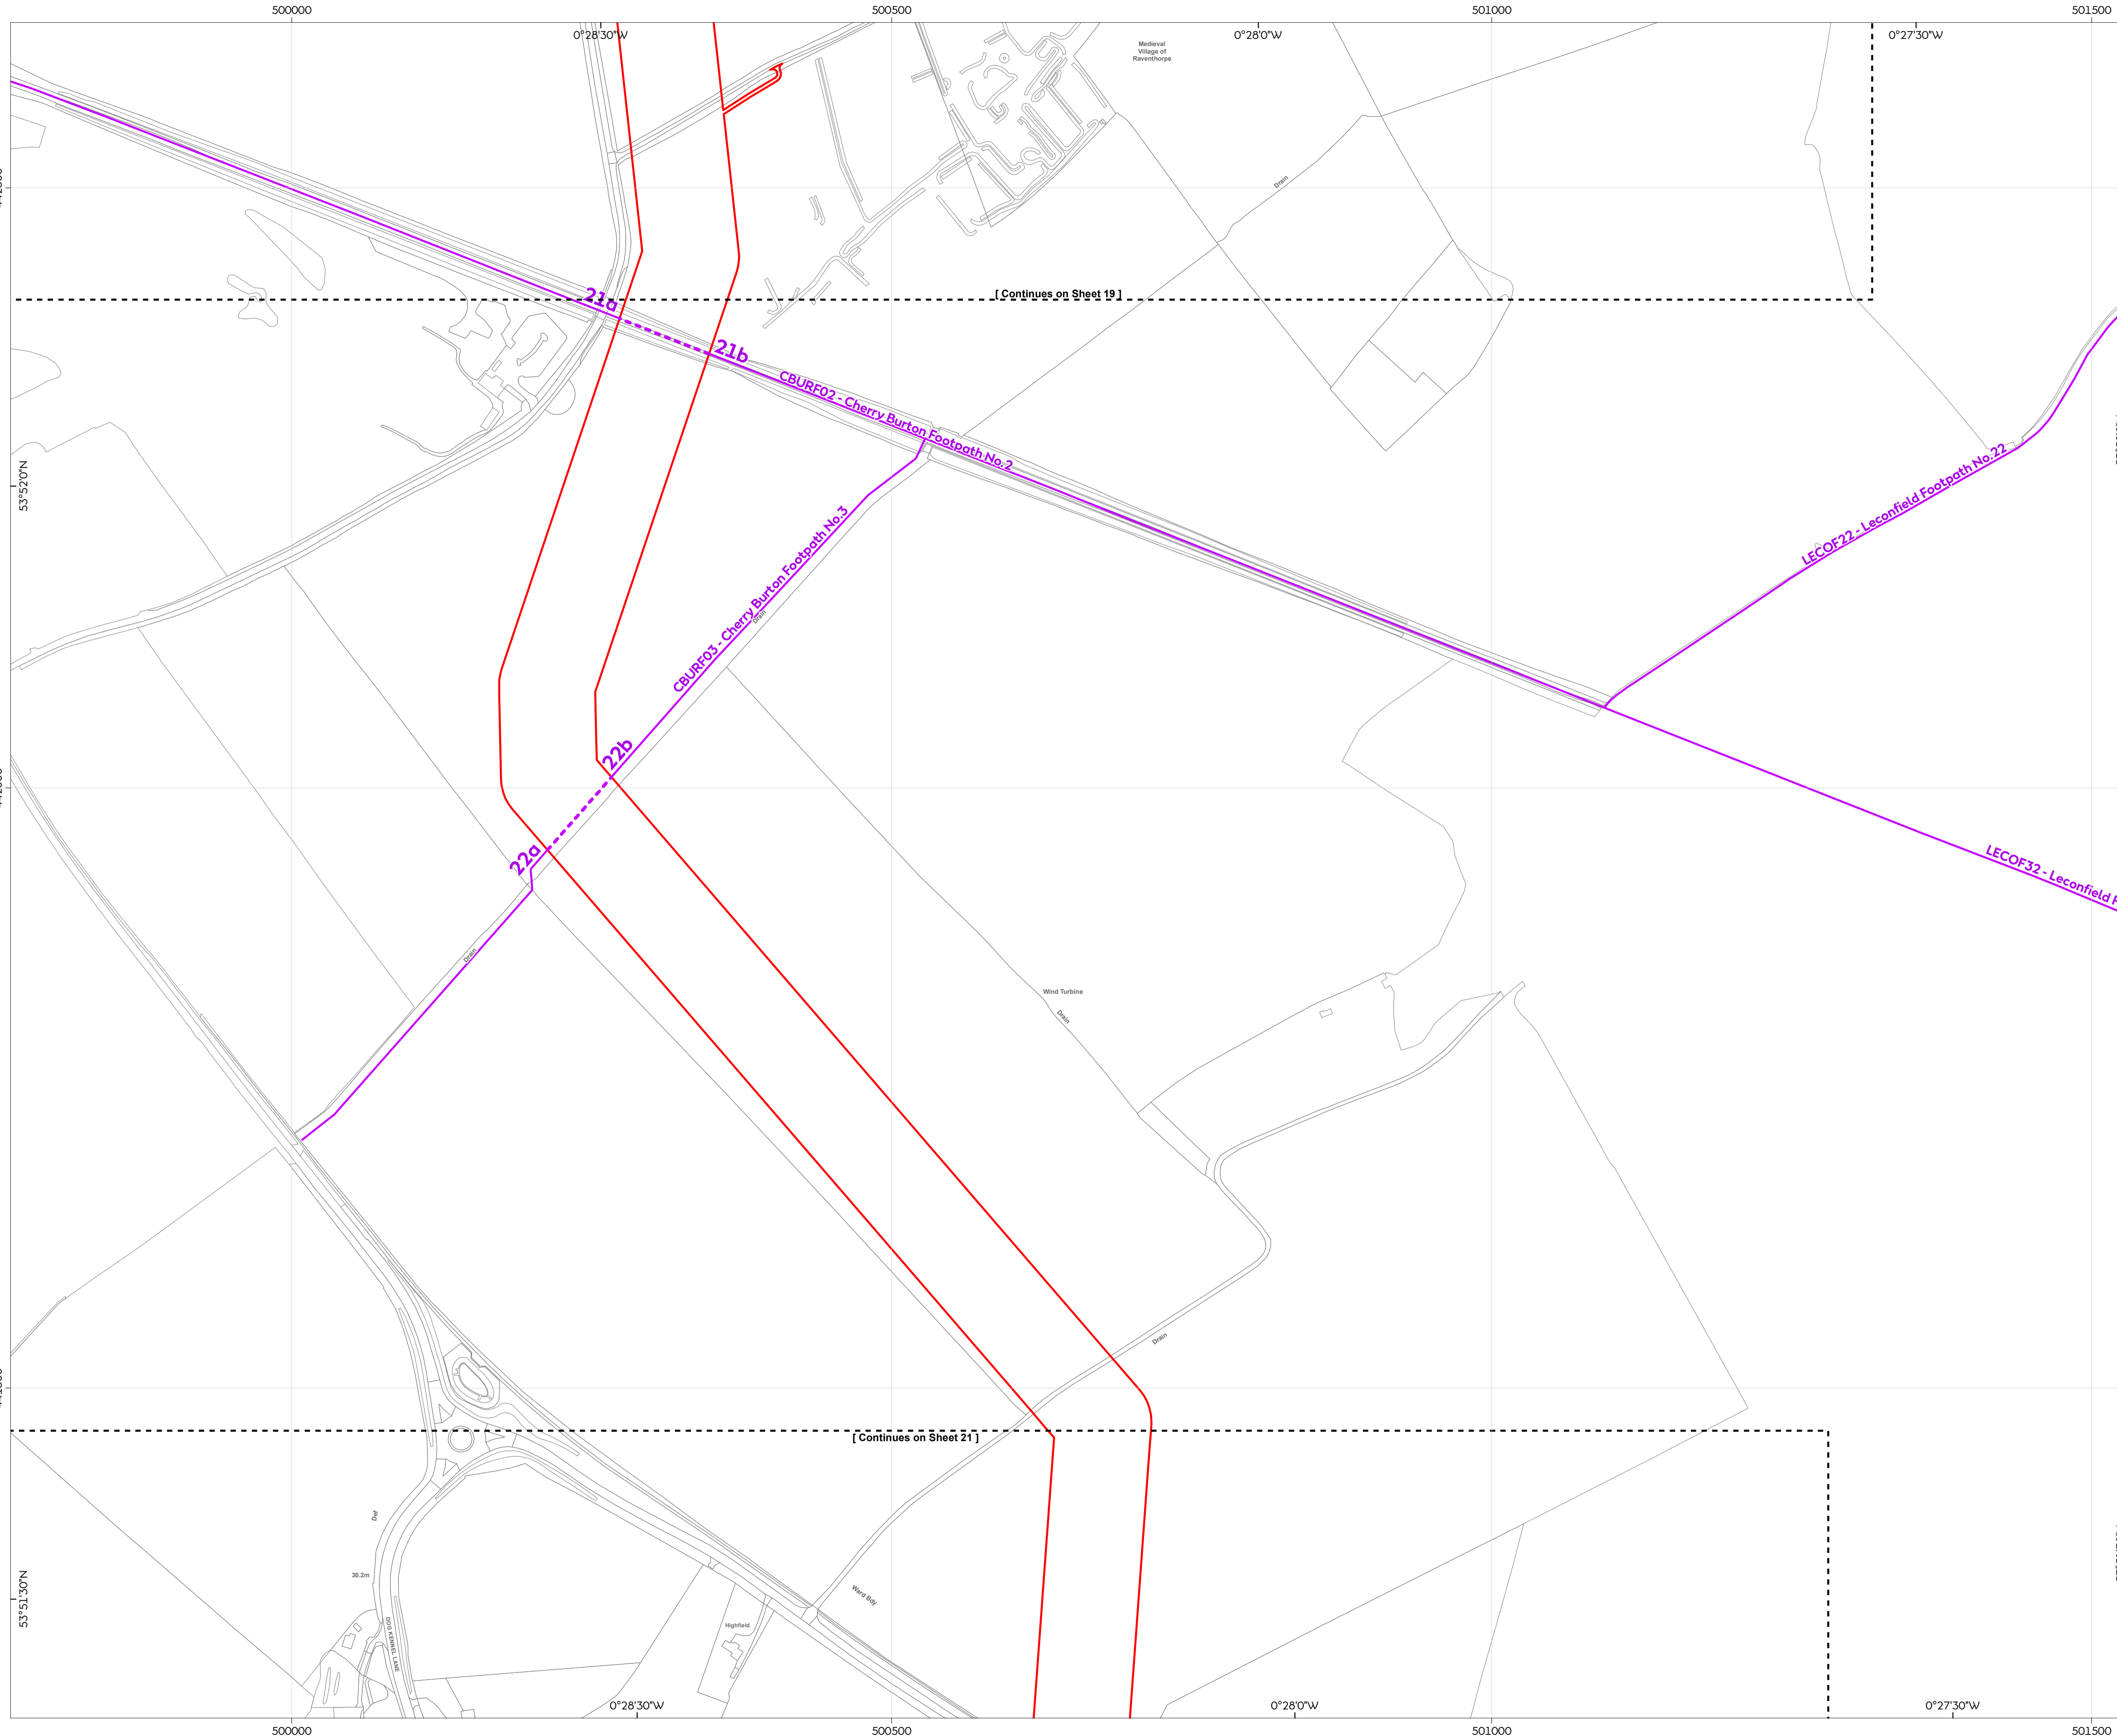 500000
500500
501000
501500
0°28'30"W
0°28'0"W
0°27'30"W
Medieval
Village of
Raventhorpe
Drain
21a
[ Continues on Sheet 19 ]
21b
CBURF02 - Cherry Burton Footpath No.2
53°52'0"N
LECOF22 - Leconfield Footpath No.22
CBURF03 - Cherry Burton Footpath No.3
Drain
22b
22a
LECOF32 - Leconfield
Drain
Wind Turbine
Drain
Drain
[ Continues on Sheet 21 ]
Def
30.2m
53°51'30"N
Ward Bdy
DOG KENNEL LANE
Highfield
0°28'30"W
0°28'0"W
0°27'30"W
500000
500500
501000
501500